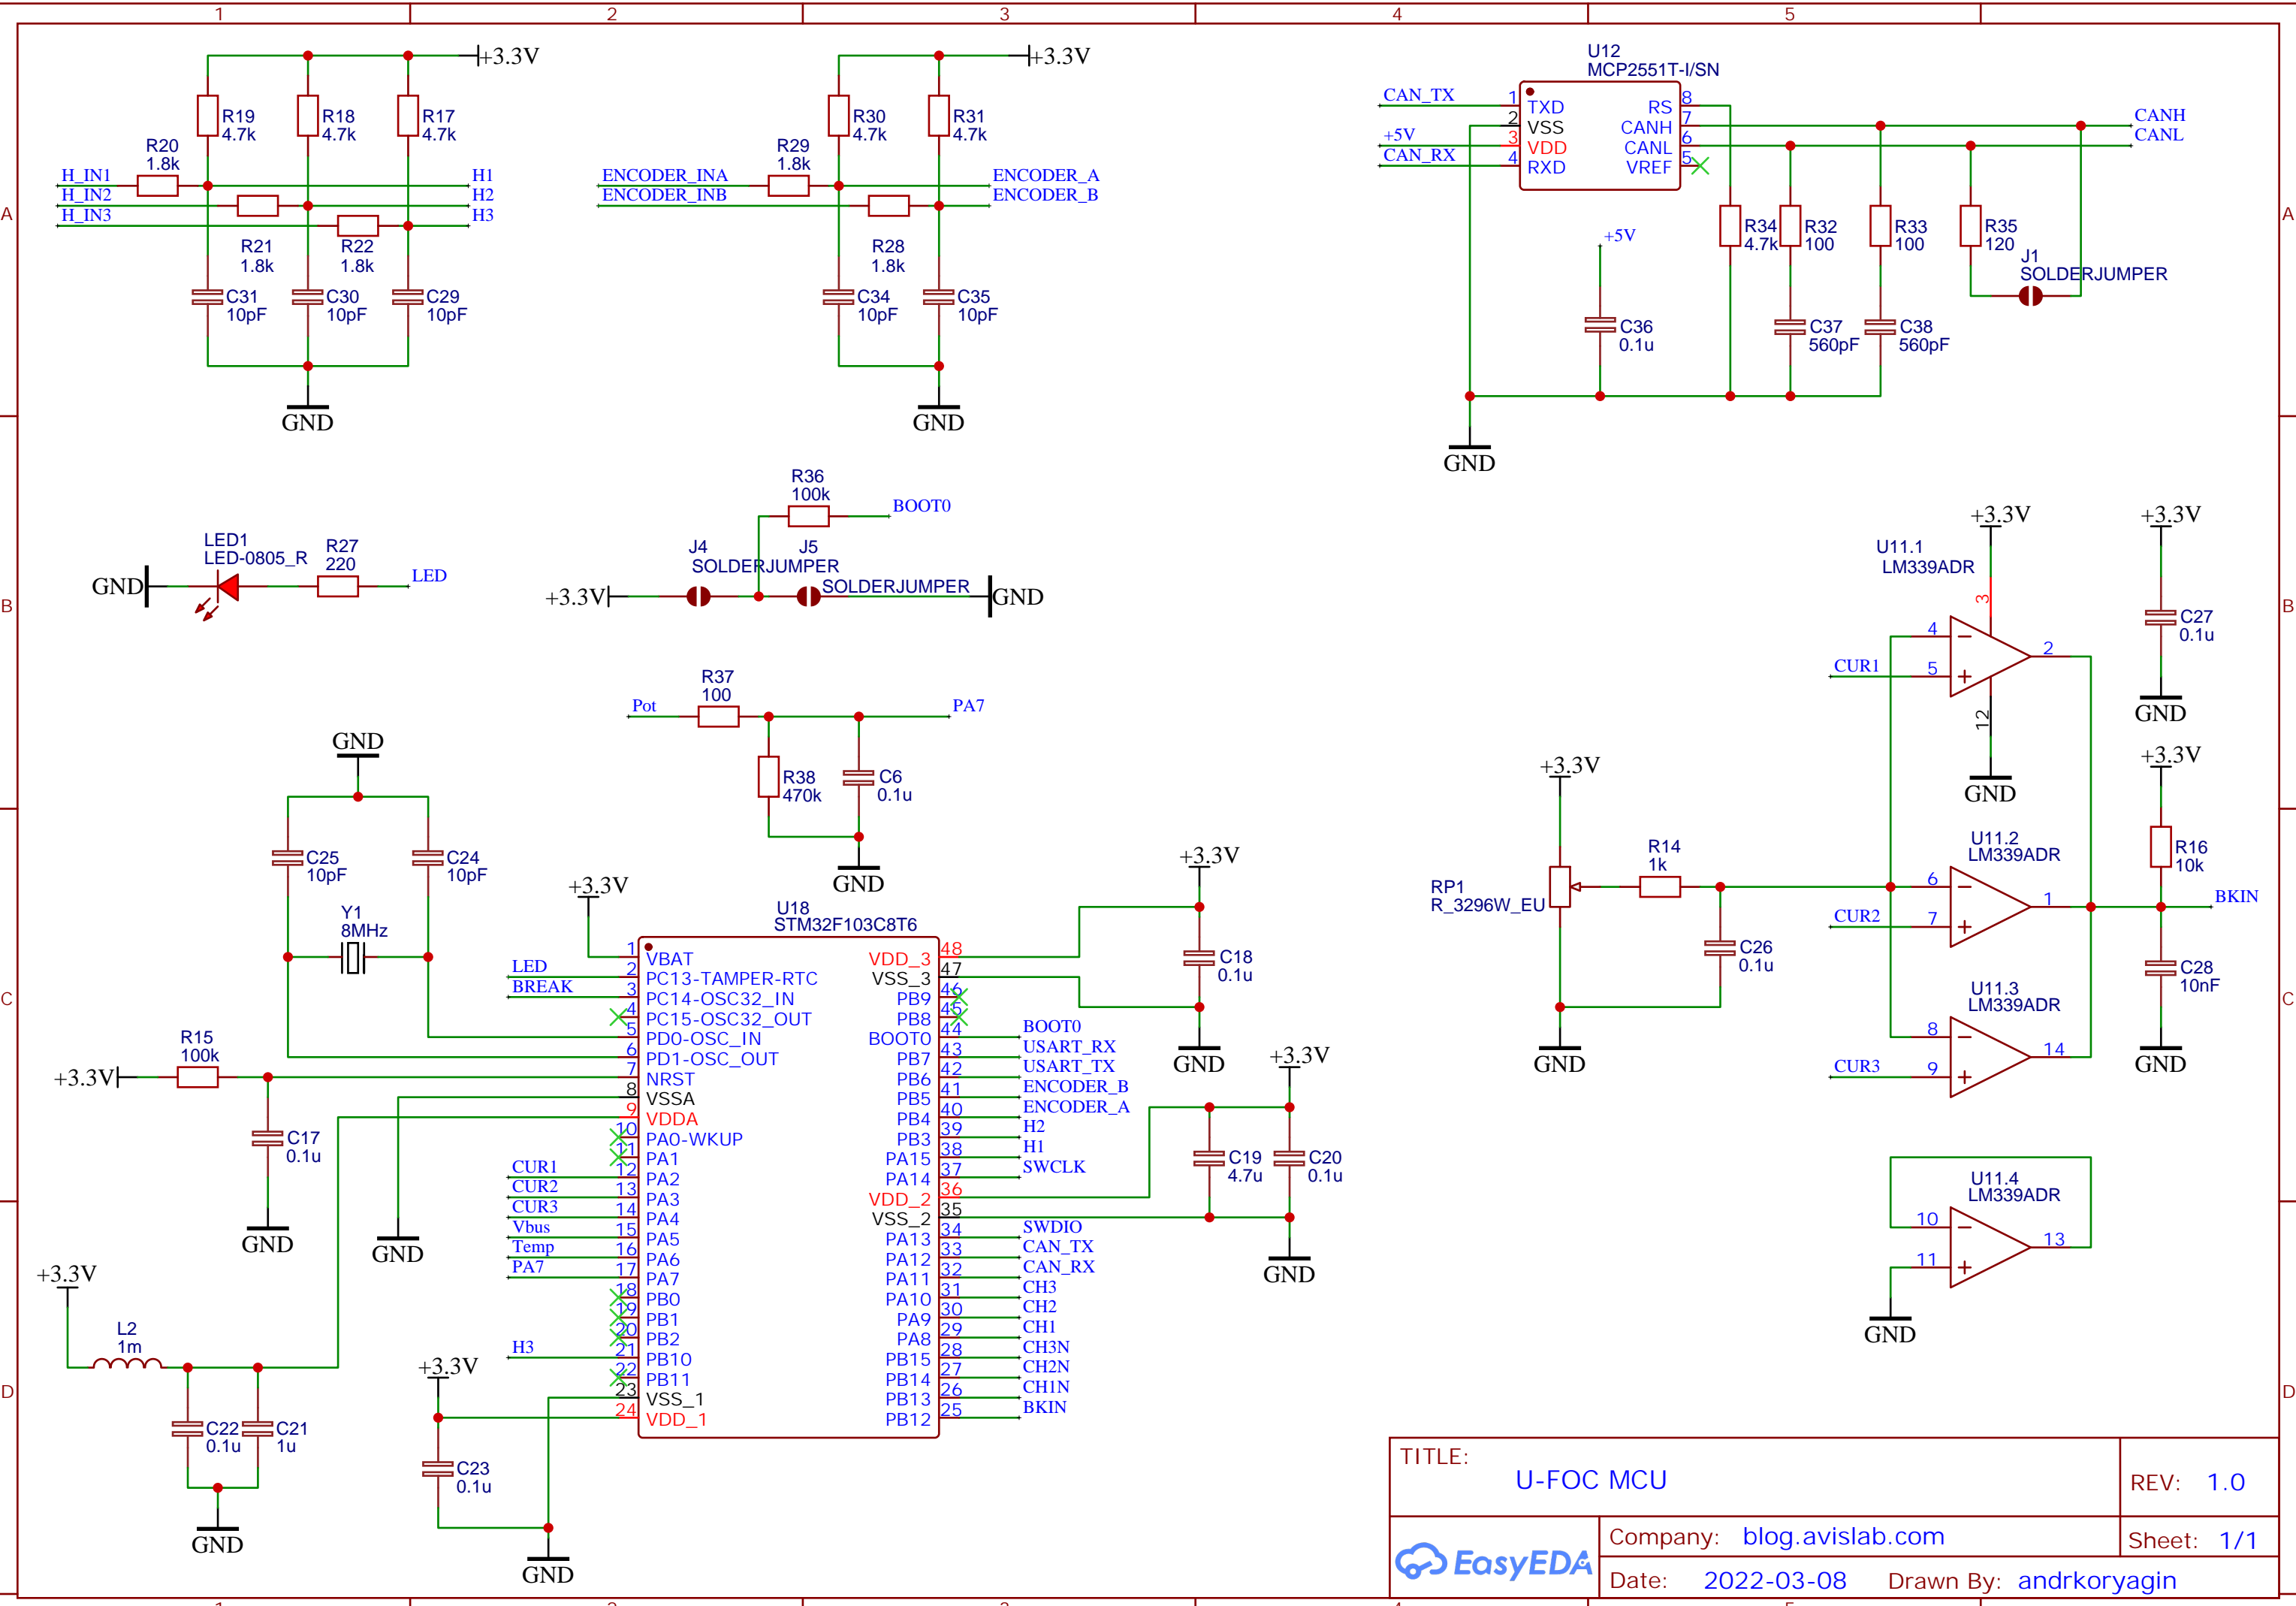 1 2 3 4 5
+3.3V
R19
4.7k
R18
4.7k
R17
4.7k
R20
1.8k
H_IN1
H_IN2
H_IN3
H1
H2
H3
R21
1.8k
R22
1.8k
C31
10pF
C30
10pF
C29
10pF
GND
+3.3V
R30
4.7k
R31
4.7k
R29
1.8k
ENCODER_INA
ENCODER_INB
ENCODER_A
ENCODER_B
R28
1.8k
C34
10pF
C35
10pF
GND
U12
MCP2551T-I/SN
CAN_TX
+5V
CAN_RX
1 TXD
2 VSS
3 VDD
4 RXD
RS 8
CANH 7
CANL 6
VREF 5
CANH
CANL
R34
4.7k
R32
100
R33
100
R35
120
J1
SOLDERJUMPER
+5V
C36
0.1u
C37
560pF
C38
560pF
GND
A
A
LED1
LED-0805_R
R27
220
GND
LED
R36
100k
BOOT0
J4
SOLDERJUMPER
J5
SOLDERJUMPER
+3.3V
GND
B
B
R37
100
Pot
PA7
R38
470k
C6
0.1u
GND
+3.3V
U11.1
LM339ADR
3
4
5
2
12
CUR1
GND
+3.3V
C27
0.1u
GND
GND
C25
10pF
C24
10pF
Y1
8MHz
+3.3V
RP1
R_3296W_EU
R14
1k
C26
0.1u
GND
U11.2
LM339ADR
6
7
1
CUR2
+3.3V
R16
10k
BKIN
C28
10nF
GND
U11.3
LM339ADR
8
9
14
CUR3
U11.4
LM339ADR
10
11
13
GND
C
C
+3.3V
U18
STM32F103C8T6
LED
BREAK
1 VBAT
2 PC13-TAMPER-RTC
3 PC14-OSC32_IN
4 PC15-OSC32_OUT
5 PD0-OSC_IN
6 PD1-OSC_OUT
7 NRST
8 VSSA
9 VDDA
10 PA0-WKUP
11 PA1
CUR1 12 PA2
CUR2 13 PA3
CUR3 14 PA4
Vbus 15 PA5
Temp 16 PA6
PA7 17 PA7
18 PB0
19 PB1
20 PB2
H3 21 PB10
22 PB11
23 VSS_1
24 VDD_1
VDD_3 48
VSS_3 47
PB9 46
PB8 45
BOOT0 44 BOOT0
PB7 43 USART_RX
PB6 42 USART_TX
PB5 41 ENCODER_B
PB4 40 ENCODER_A
PB3 39 H2
PA15 38 H1
PA14 37 SWCLK
VDD_2 36
VSS_2 35
PA13 34 SWDIO
PA12 33 CAN_TX
PA11 32 CAN_RX
PA10 31 CH3
PA9 30 CH2
PA8 29 CH1
PB15 28 CH3N
PB14 27 CH2N
PB13 26 CH1N
PB12 25 BKIN
+3.3V
C18
0.1u
GND
+3.3V
C19
4.7u
C20
0.1u
GND
R15
100k
+3.3V
C17
0.1u
GND
GND
+3.3V
L2
1m
C22
0.1u
C21
1u
GND
+3.3V
C23
0.1u
GND
D
D
TITLE:
U-FOC MCU
REV: 1.0
EasyEDA
Company: blog.avislab.com
Sheet: 1/1
Date: 2022-03-08 Drawn By: andrkoryagin